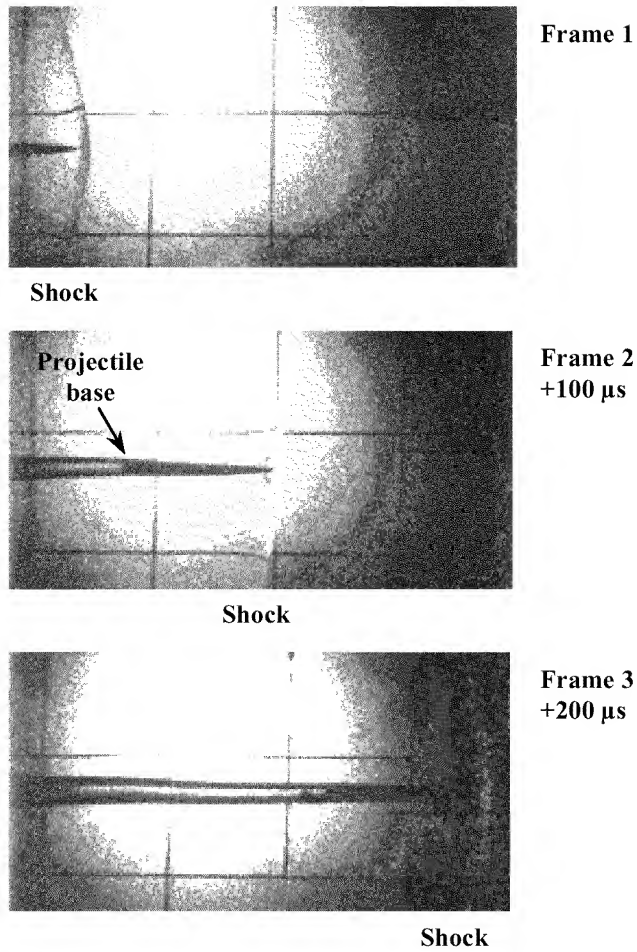 Frame 1
Shock
Projectile
base
Frame 2
+100 µs
Shock
Frame 3
+200 µs
Shock